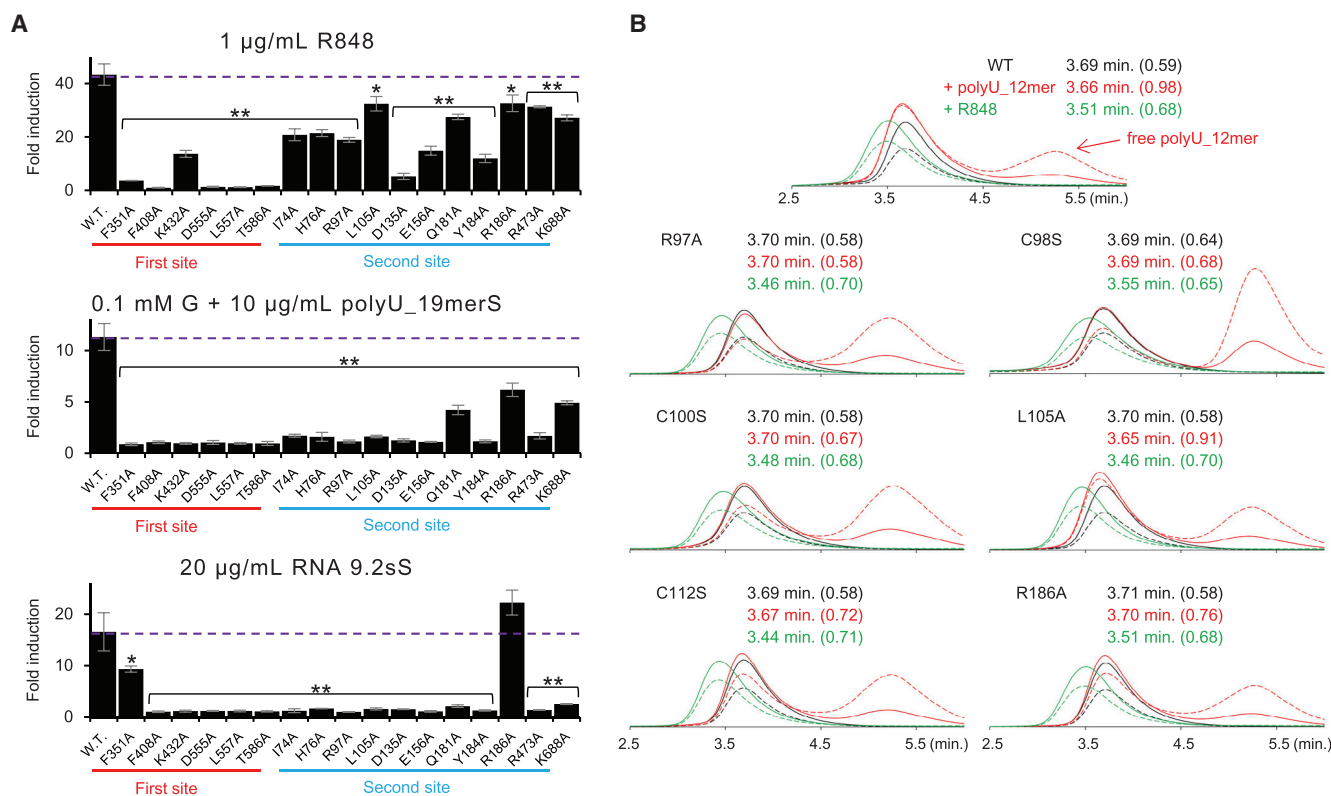 A
1 µg/mL R848
Fold induction
40
20
0
** * ** * **
W.T. F351A F408A K432A D555A L557A T586A I74A H76A R97A L105A D135A E156A Q181A Y184A R186A R473A K688A
First site Second site
0.1 mM G + 10 µg/mL polyU_19merS
Fold induction
10
5
0
**
W.T. F351A F408A K432A D555A L557A T586A I74A H76A R97A L105A D135A E156A Q181A Y184A R186A R473A K688A
First site Second site
20 µg/mL RNA 9.2sS
Fold induction
20
10
0
* ** **
W.T. F351A F408A K432A D555A L557A T586A I74A H76A R97A L105A D135A E156A Q181A Y184A R186A R473A K688A
First site Second site
B
WT 3.69 min. (0.59)
+ polyU_12mer 3.66 min. (0.98)
+ R848 3.51 min. (0.68)
free polyU_12mer
2.5 3.5 4.5 5.5 (min.)
R97A 3.70 min. (0.58)
3.70 min. (0.58)
3.46 min. (0.70)
C98S 3.69 min. (0.64)
3.69 min. (0.68)
3.55 min. (0.65)
C100S 3.70 min. (0.58)
3.70 min. (0.67)
3.48 min. (0.68)
L105A 3.70 min. (0.58)
3.65 min. (0.91)
3.46 min. (0.70)
C112S 3.69 min. (0.58)
3.67 min. (0.72)
3.44 min. (0.71)
R186A 3.71 min. (0.58)
3.70 min. (0.76)
3.51 min. (0.68)
2.5 3.5 4.5 5.5 (min.)
2.5 3.5 4.5 5.5 (min.)